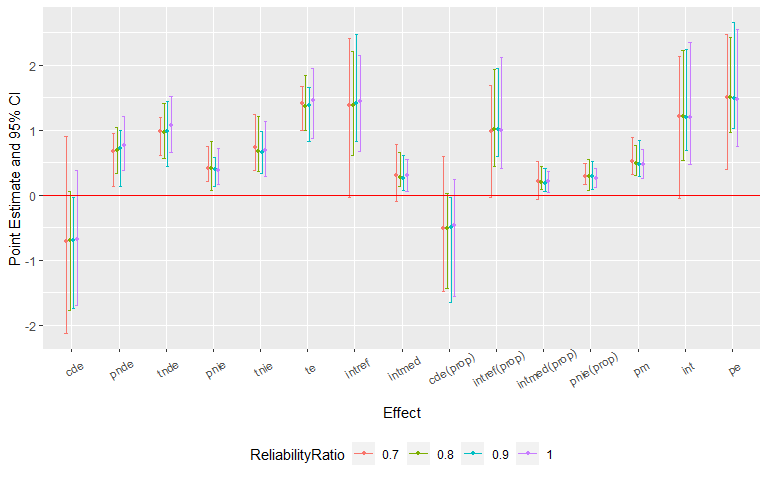 Point Estimate and 95% CI
2
1
0
-1
-2
cde
pnde
tnde
pnie
tnie
te
intref
intmed
cde(prop)
intref(prop)
intmed(prop)
pnie(prop)
pm
int
pe
Effect
ReliabilityRatio 0.7 0.8 0.9 1